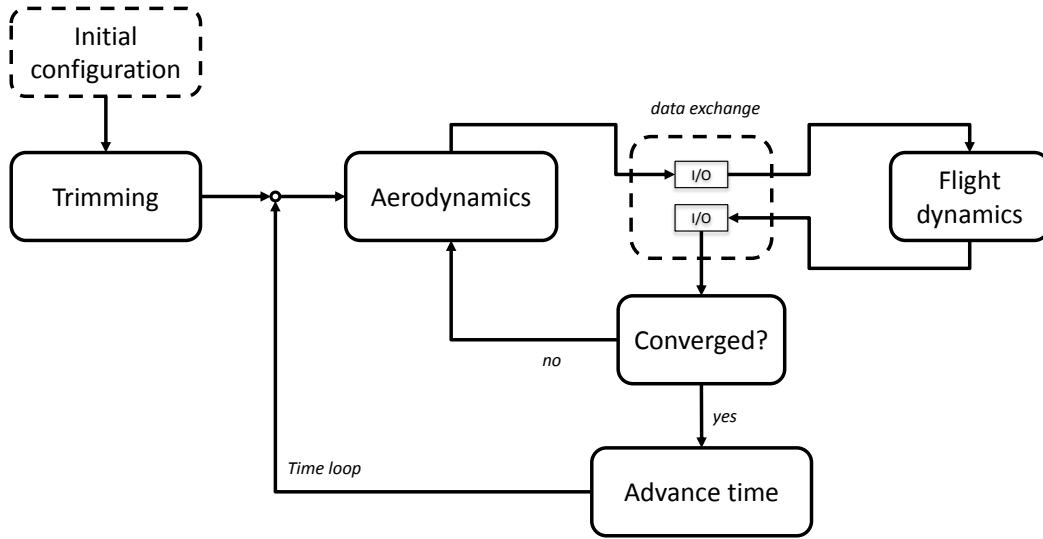 Initial
configuration
data exchange
Trimming
Aerodynamics
I/O
I/O
Flight
dynamics
Converged?
no
yes
Time loop
Advance time